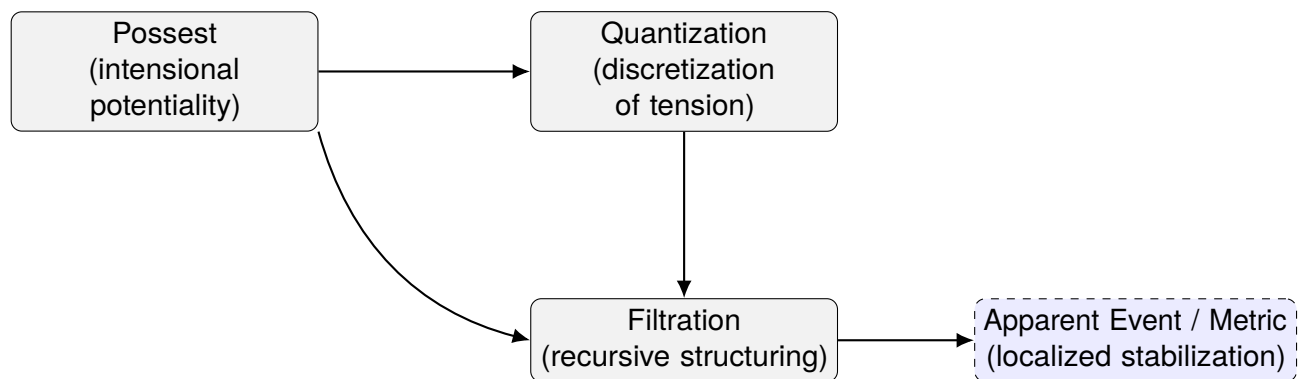 Possest
(intensional
potentiality)
Quantization
(discretization
of tension)
Filtration
(recursive structuring)
Apparent Event / Metric
(localized stabilization)